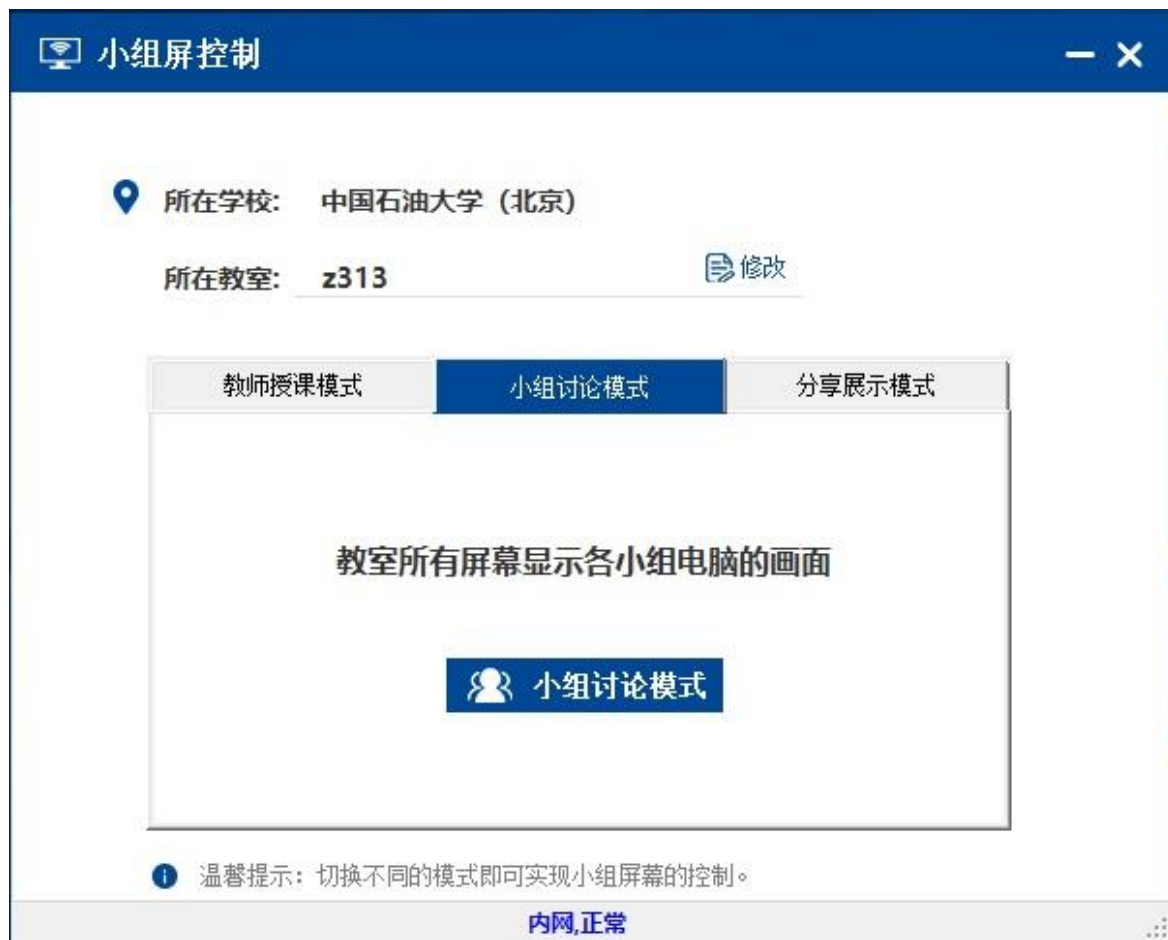 小组屏控制
所在学校: 中国石油大学（北京）
所在教室: z313 修改
教师授课模式 小组讨论模式 分享展示模式
教室所有屏幕显示各小组电脑的画面
小组讨论模式
温馨提示：切换不同的模式即可实现小组屏幕的控制。
内网,正常